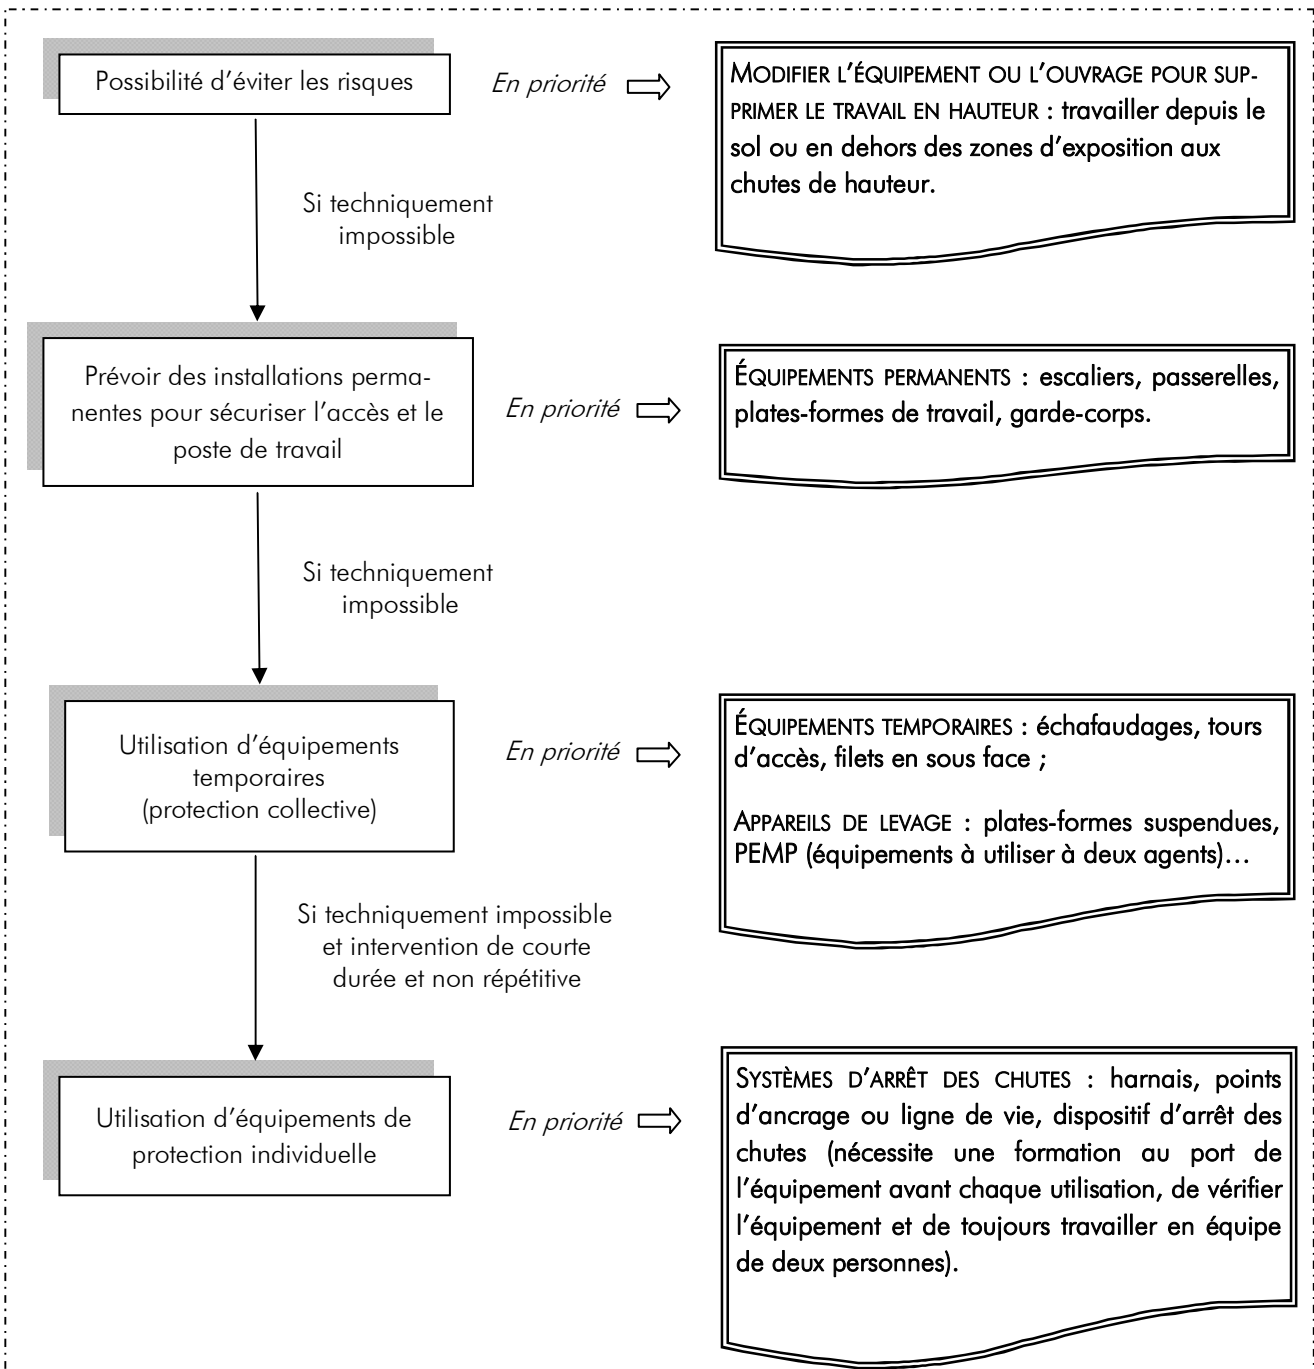 Possibilité d'éviter les risques
En priorité
MODIFIER L'ÉQUIPEMENT OU L'OUVRAGE POUR SUP-
PRIMER LE TRAVAIL EN HAUTEUR : travailler depuis le
sol ou en dehors des zones d'exposition aux
chutes de hauteur.
Si techniquement
impossible
Prévoir des installations perma-
nentes pour sécuriser l'accès et le
poste de travail
En priorité
ÉQUIPEMENTS PERMANENTS : escaliers, passerelles,
plates-formes de travail, garde-corps.
Si techniquement
impossible
Utilisation d'équipements
temporaires
(protection collective)
En priorité
ÉQUIPEMENTS TEMPORAIRES : échafaudages, tours
d'accès, filets en sous face ;
APPAREILS DE LEVAGE : plates-formes suspendues,
PEMP (équipements à utiliser à deux agents)…
Si techniquement impossible
et intervention de courte
durée et non répétitive
Utilisation d'équipements de
protection individuelle
En priorité
SYSTÈMES D'ARRÊT DES CHUTES : harnais, points
d'ancrage ou ligne de vie, dispositif d'arrêt des
chutes (nécessite une formation au port de
l'équipement avant chaque utilisation, de vérifier
l'équipement et de toujours travailler en équipe
de deux personnes).